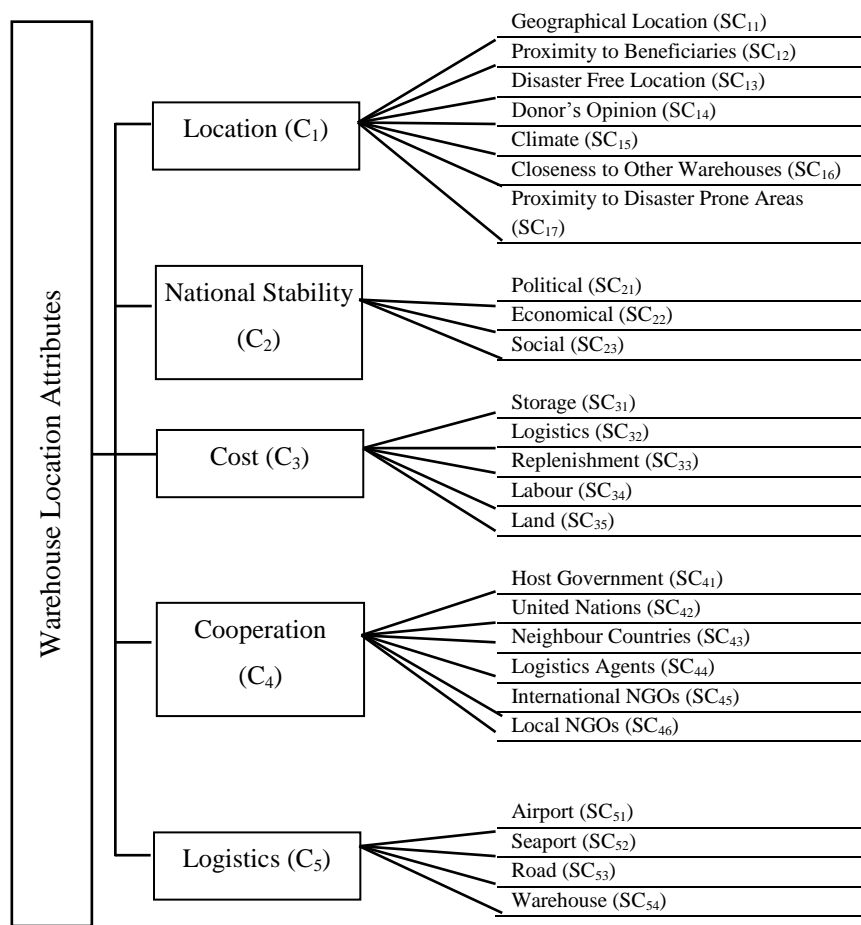 Warehouse Location Attributes
Location (C₁)
Geographical Location (SC₁₁)
Proximity to Beneficiaries (SC₁₂)
Disaster Free Location (SC₁₃)
Donor's Opinion (SC₁₄)
Climate (SC₁₅)
Closeness to Other Warehouses (SC₁₆)
Proximity to Disaster Prone Areas
(SC₁₇)
National Stability
(C₂)
Political (SC₂₁)
Economical (SC₂₂)
Social (SC₂₃)
Cost (C₃)
Storage (SC₃₁)
Logistics (SC₃₂)
Replenishment (SC₃₃)
Labour (SC₃₄)
Land (SC₃₅)
Cooperation
(C₄)
Host Government (SC₄₁)
United Nations (SC₄₂)
Neighbour Countries (SC₄₃)
Logistics Agents (SC₄₄)
International NGOs (SC₄₅)
Local NGOs (SC₄₆)
Logistics (C₅)
Airport (SC₅₁)
Seaport (SC₅₂)
Road (SC₅₃)
Warehouse (SC₅₄)